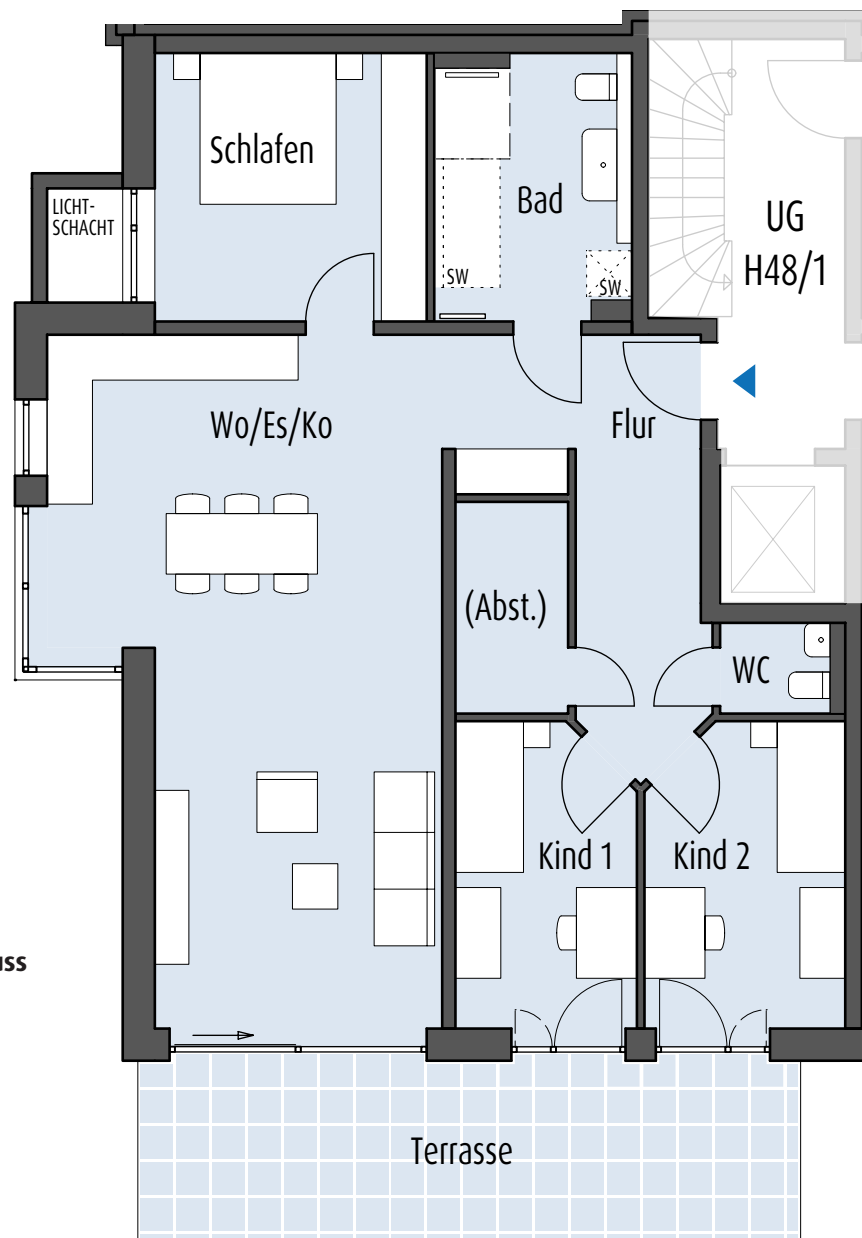 Schlafen
LICHT-
SCHACHT
Bad
UG
H48/1
SW
SW
Wo/Es/Ko
Flur
(Abst.)
WC
Kind 1
Kind 2
Terrasse